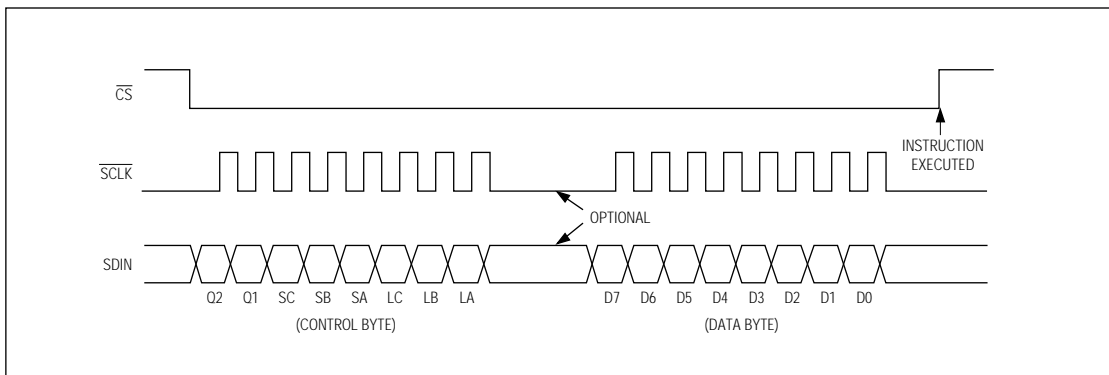 CS
INSTRUCTION
EXECUTED
SCLK
OPTIONAL
SDIN
Q2 Q1 SC SB SA LC LB LA D7 D6 D5 D4 D3 D2 D1 D0
(CONTROL BYTE) (DATA BYTE)